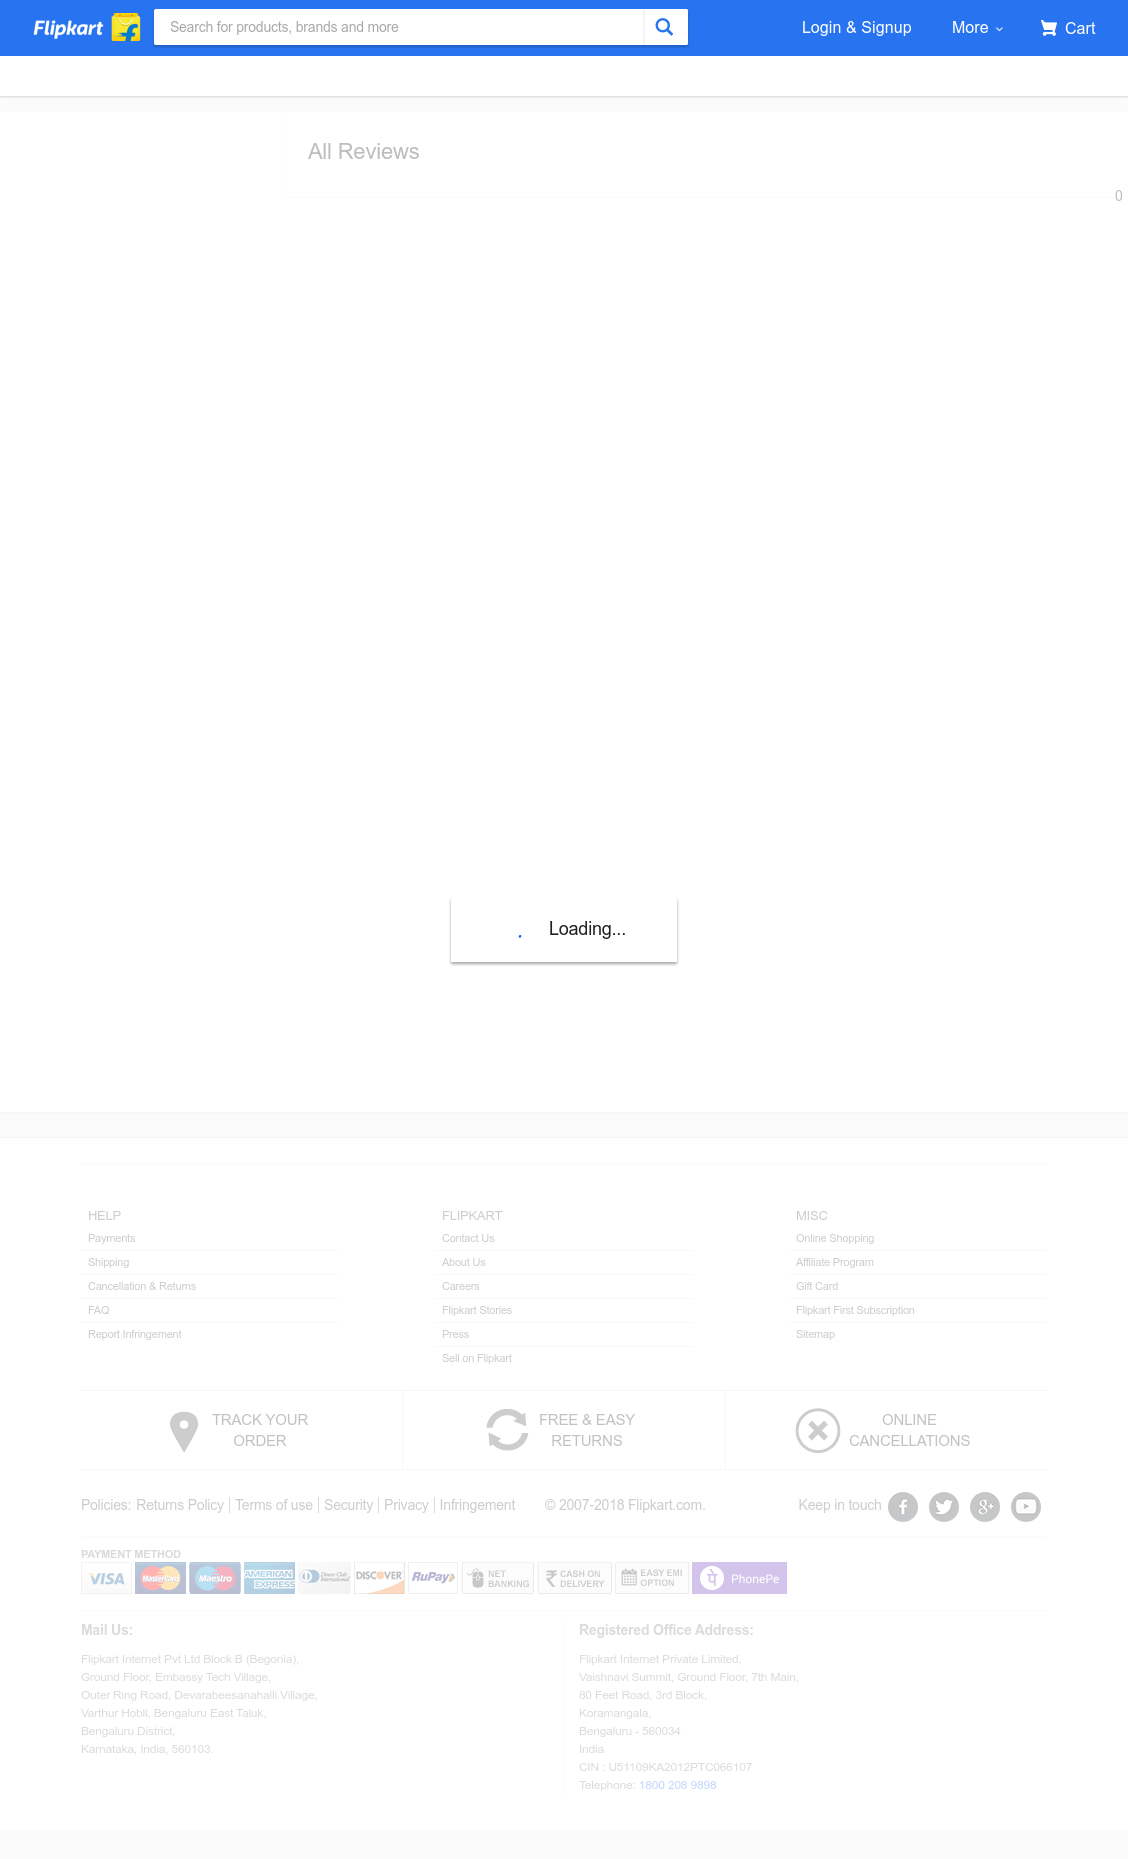 Flipkart
Search for products, brands and more
Login & Signup
More
Cart
All Reviews
0
Loading...
HELP
Payments
Shipping
Cancellation & Returns
FAQ
Report Infringement
FLIPKART
Contact Us
About Us
Careers
Flipkart Stories
Press
Sell on Flipkart
MISC
Online Shopping
Affiliate Program
Gift Card
Flipkart First Subscription
Sitemap
TRACK YOUR
ORDER
FREE & EASY
RETURNS
ONLINE
CANCELLATIONS
Policies: Returns Policy | Terms of use | Security | Privacy | Infringement
© 2007-2018 Flipkart.com.
Keep in touch
PAYMENT METHOD
VISA
MasterCard
Maestro
AMERICAN
EXPRESS
Diners Club
International
DISCOVER
RuPay
NET
BANKING
CASH ON
DELIVERY
EASY EMI
OPTION
PhonePe
Mail Us:
Flipkart Internet Pvt Ltd Block B (Begonia),
Ground Floor, Embassy Tech Village,
Outer Ring Road, Devarabeesanahalli Village,
Varthur Hobli, Bengaluru East Taluk,
Bengaluru District,
Karnataka, India, 560103.
Registered Office Address:
Flipkart Internet Private Limited,
Vaishnavi Summit, Ground Floor, 7th Main,
80 Feet Road, 3rd Block,
Koramangala,
Bengaluru - 560034
India
CIN : U51109KA2012PTC066107
Telephone: 1800 208 9898